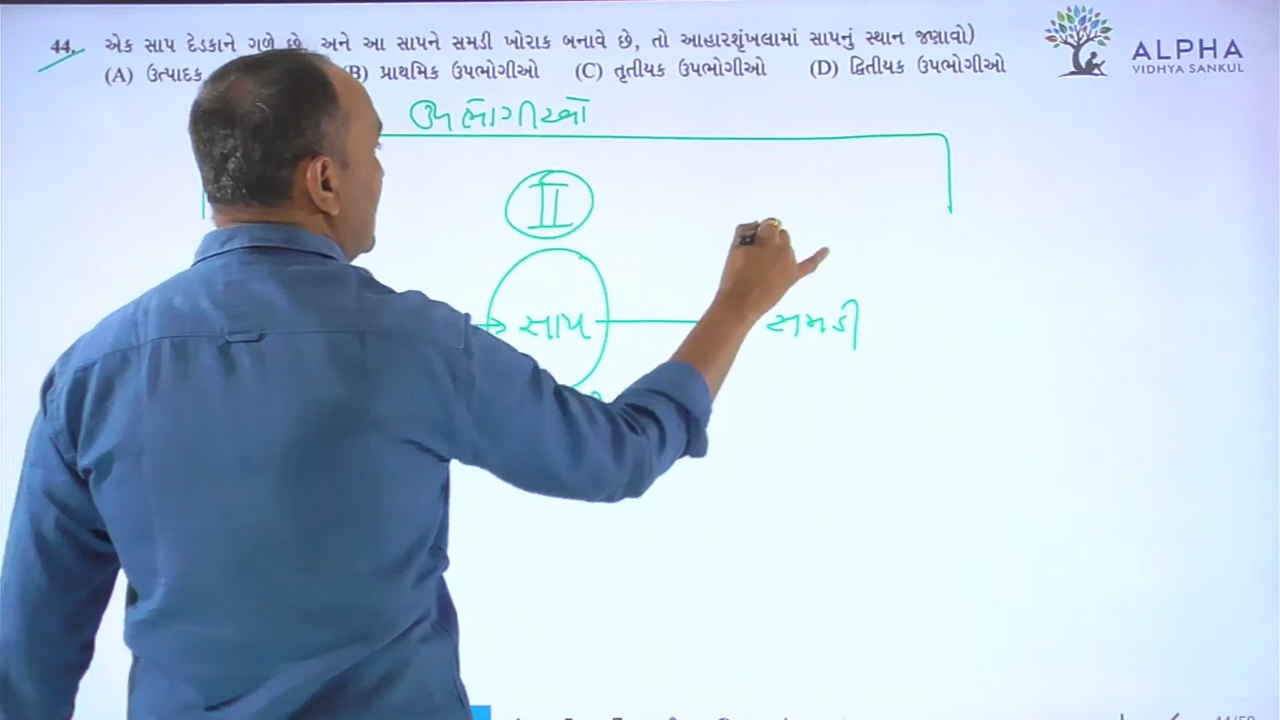 44. એક સાપ દેડકાને ગળે છે, અને આ સાપને સમડી ખોરાક બનાવે છે, તો આહારશૃંખલામાં સાપનું સ્થાન જણાવો)
(A) ઉત્પાદક (B) પ્રાથમિક ઉપભોગીઓ (C) તૃતીયક ઉપભોગીઓ (D) દ્વિતીયક ઉપભોગીઓ
ALPHA
VIDHYA SANKUL
ઉપભોગીઓ
II
સાપ
સમડી